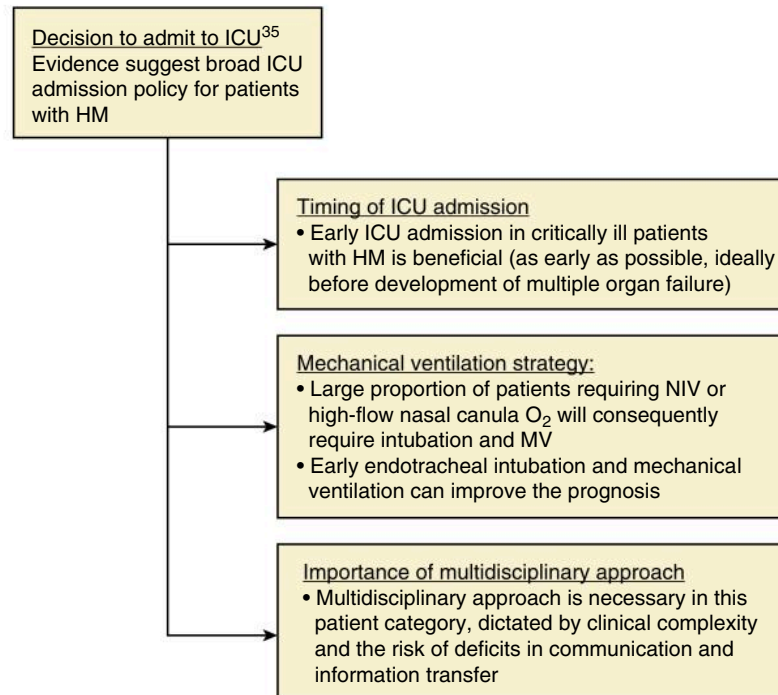 Decision to admit to ICU35
Evidence suggest broad ICU
admission policy for patients
with HM
Timing of ICU admission
• Early ICU admission in critically ill patients
with HM is beneficial (as early as possible, ideally
before development of multiple organ failure)
Mechanical ventilation strategy:
• Large proportion of patients requiring NIV or
high-flow nasal canula O2 will consequently
require intubation and MV
• Early endotracheal intubation and mechanical
ventilation can improve the prognosis
Importance of multidisciplinary approach
• Multidisciplinary approach is necessary in this
patient category, dictated by clinical complexity
and the risk of deficits in communication and
information transfer